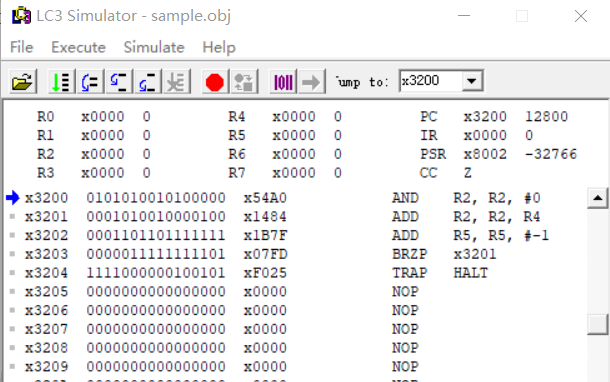 LC3 Simulator - sample.obj
File Execute Simulate Help
Jump to: x3200
R0 x0000 0 R4 x0000 0 PC x3200 12800
R1 x0000 0 R5 x0000 0 IR x0000 0
R2 x0000 0 R6 x0000 0 PSR x8002 -32766
R3 x0000 0 R7 x0000 0 CC Z
x3200 0101010010100000 x54A0 AND R2, R2, #0
x3201 0001010010000100 x1484 ADD R2, R2, R4
x3202 0001101101111111 x1B7F ADD R5, R5, #-1
x3203 0000011111111101 x07FD BRZP x3201
x3204 1111000000100101 xF025 TRAP HALT
x3205 0000000000000000 x0000 NOP
x3206 0000000000000000 x0000 NOP
x3207 0000000000000000 x0000 NOP
x3208 0000000000000000 x0000 NOP
x3209 0000000000000000 x0000 NOP